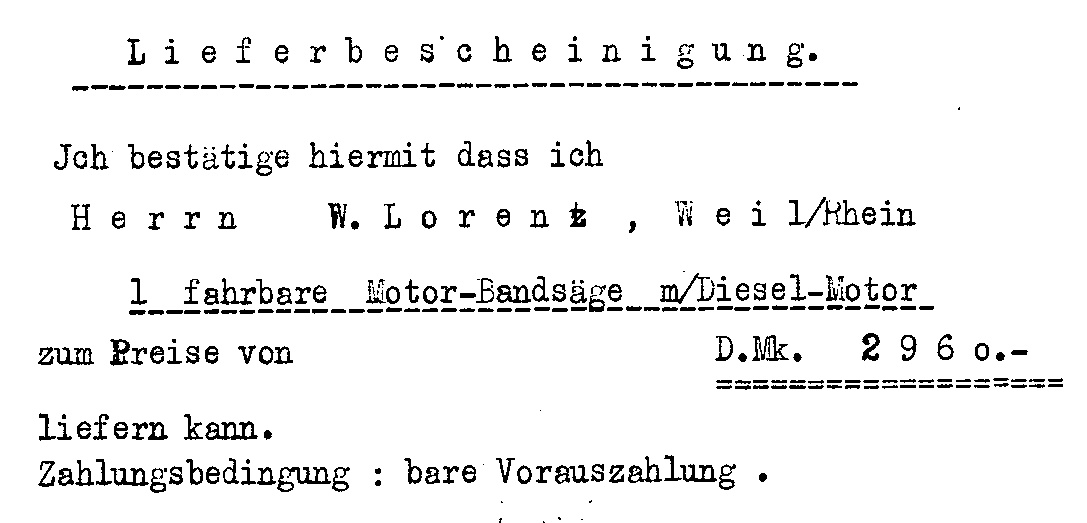 L i e f e r b e s c h e i n i g u n g.
Jch bestätige hiermit dass ich
H e r r n W. L o r e n z , W e i l/Rhein
1 fahrbare Motor-Bandsäge m/Diesel-Motor
zum Preise von D.Mk. 2 9 6 o.-
liefern kann.
Zahlungsbedingung : bare Vorauszahlung .